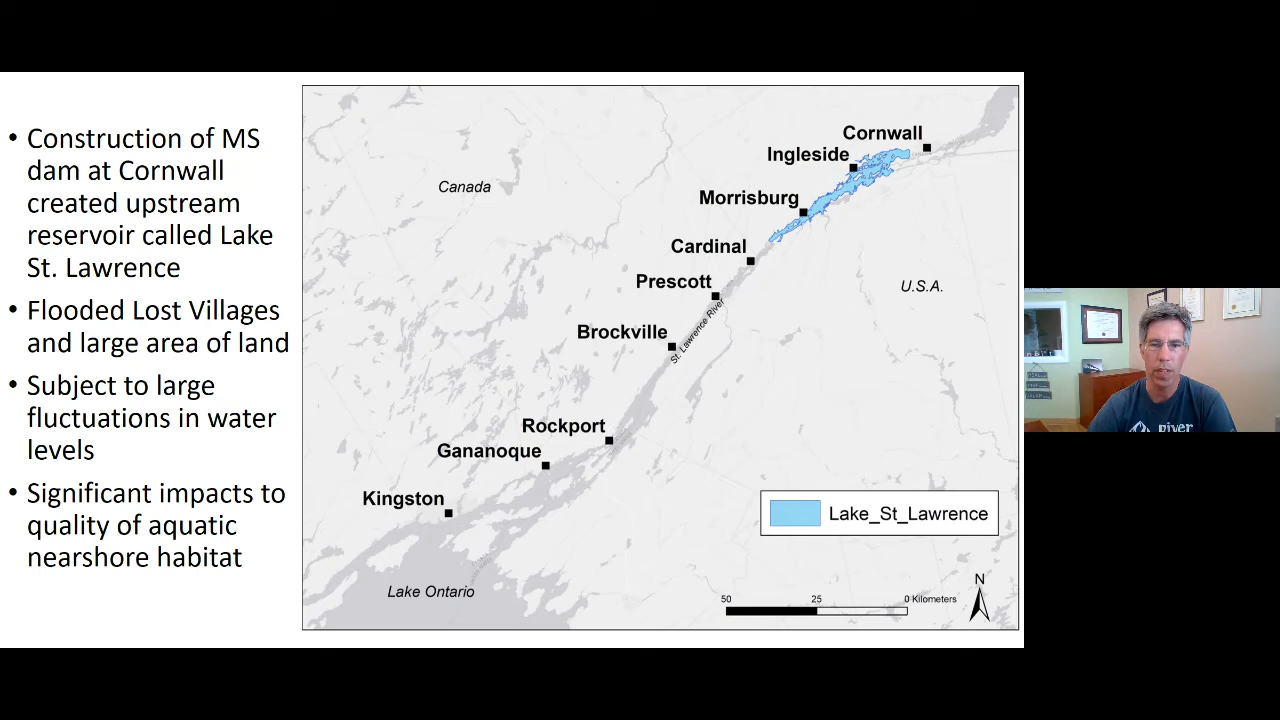 • Construction of MS
dam at Cornwall
created upstream
reservoir called Lake
St. Lawrence
• Flooded Lost Villages
and large area of land
• Subject to large
fluctuations in water
levels
• Significant impacts to
quality of aquatic
nearshore habitat
Cornwall
Ingleside
Canada
Morrisburg
Cardinal
Prescott
U.S.A.
Brockville
St. Lawrence River
Rockport
Gananoque
Kingston
Lake_St_Lawrence
Lake Ontario
N
50 25 0 Kilometers
River